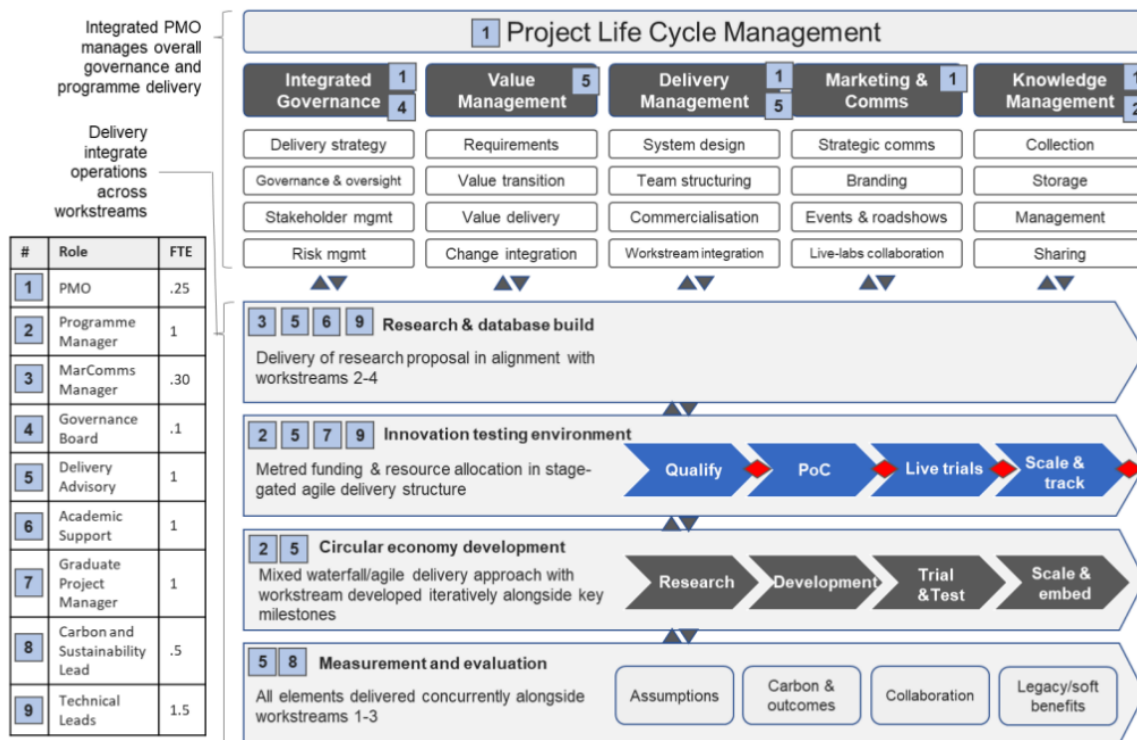 Integrated PMO
manages overall
governance and
programme delivery
Delivery
integrate
operations
across
workstreams
# Role FTE
1 PMO .25
2 Programme
Manager 1
3 MarComms
Manager .30
4 Governance
Board .1
5 Delivery
Advisory 1
6 Academic
Support 1
7 Graduate
Project
Manager 1
8 Carbon and
Sustainability
Lead .5
9 Technical
Leads 1.5
1 Project Life Cycle Management
Integrated
Governance
1
4
Value
Management
5
Delivery
Management
1
5
Marketing &
Comms
1
Knowledge
Management
1
2
Delivery strategy
Governance & oversight
Stakeholder mgmt
Risk mgmt
Requirements
Value transition
Value delivery
Change integration
System design
Team structuring
Commercialisation
Workstream integration
Strategic comms
Branding
Events & roadshows
Live-labs collaboration
Collection
Storage
Management
Sharing
3 5 6 9 Research & database build
Delivery of research proposal in alignment with
workstreams 2-4
2 5 7 9 Innovation testing environment
Metred funding & resource allocation in stage-
gated agile delivery structure
Qualify
PoC
Live trials
Scale &
track
2 5 Circular economy development
Mixed waterfall/agile delivery approach with
workstream developed iteratively alongside key
milestones
Research
Development
Trial
&Test
Scale &
embed
5 8 Measurement and evaluation
All elements delivered concurrently alongside
workstreams 1-3
Assumptions
Carbon &
outcomes
Collaboration
Legacy/soft
benefits